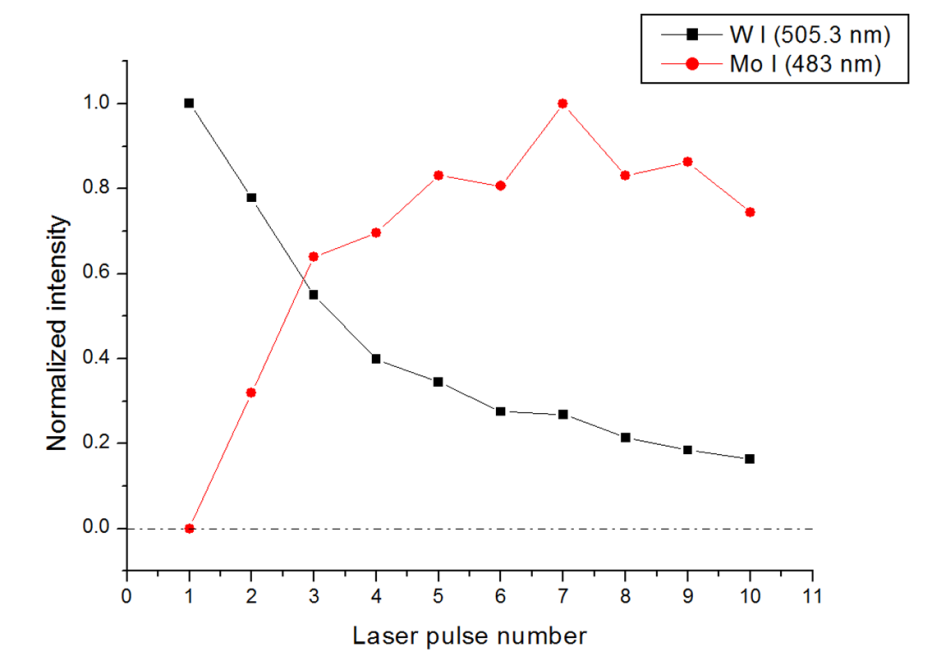 W I (505.3 nm)
Mo I (483 nm)
1.0
0.8
0.6
0.4
0.2
0.0
Normalized intensity
0 1 2 3 4 5 6 7 8 9 10 11
Laser pulse number